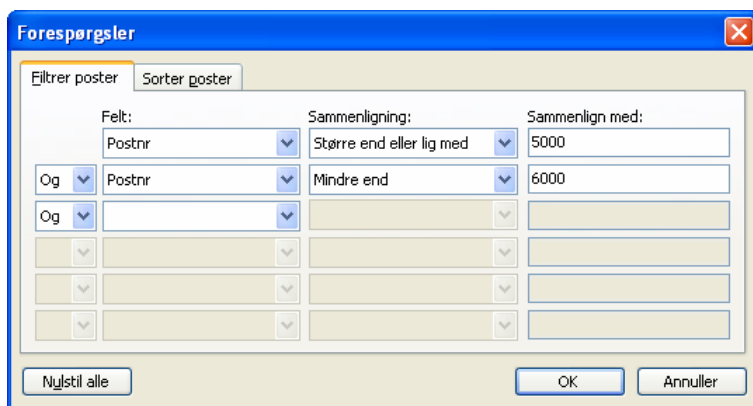 Forespørgsler
Filtrer poster Sorter poster
Felt: Sammenligning: Sammenlign med:
Postnr Større end eller lig med 5000
Og Postnr Mindre end 6000
Og
Nulstil alle OK Annuller